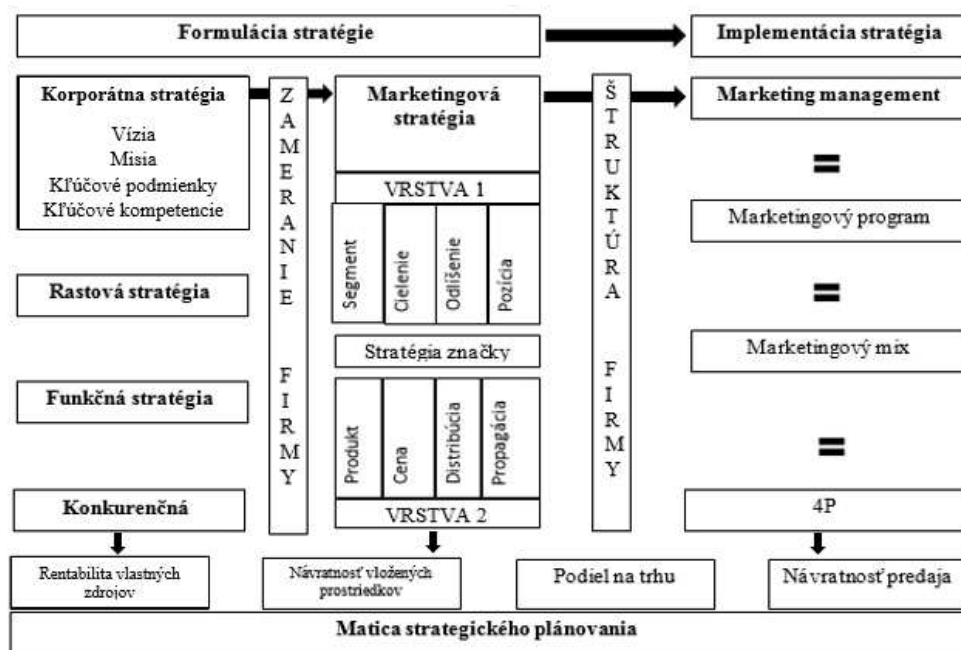 Formulácia stratégie
Implementácia stratégia
Korporátna stratégia
Vízia
Misia
Kľúčové podmienky
Kľúčové kompetencie
Rastová stratégia
Funkčná stratégia
Konkurenčná
ZAMERANIE FIRMY
Marketingová
stratégia
VRSTVA 1
Segment
Cielenie
Odlíšenie
Pozícia
Stratégia značky
Produkt
Cena
Distribúcia
Propagácia
VRSTVA 2
ŠTRUKTÚRA FIRMY
Marketing management
=
Marketingový program
=
Marketingový mix
=
4P
Rentabilita vlastných
zdrojov
Návratnosť vložených
prostriedkov
Podiel na trhu
Návratnosť predaja
Matica strategického plánovania